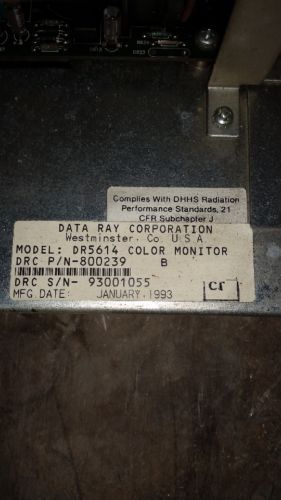 Complies With DHHS Radiation
Performance Standards, 21
CFR Subchapter J
DATA RAY CORPORATION
Westminster, Co. U S A
MODEL: DR5614 COLOR MONITOR
DRC P/N-800239 B
DRC S/N- 93001055
MFG DATE: JANUARY, 1993